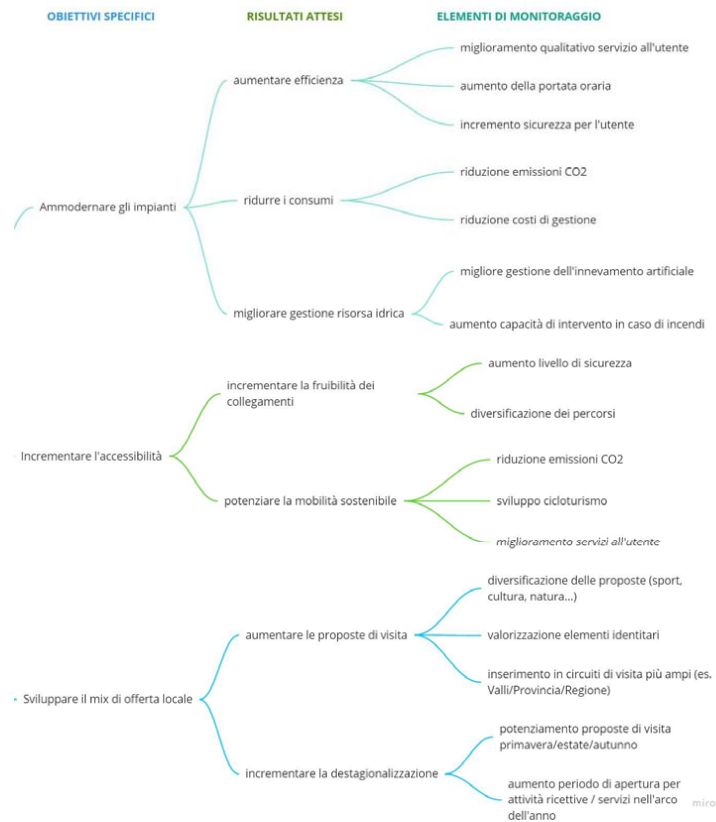 OBIETTIVI SPECIFICI
RISULTATI ATTESI
ELEMENTI DI MONITORAGGIO
Ammodernare gli impianti
aumentare efficienza
miglioramento qualitativo servizio all'utente
aumento della portata oraria
incremento sicurezza per l'utente
ridurre i consumi
riduzione emissioni CO2
riduzione costi di gestione
migliorare gestione risorsa idrica
migliore gestione dell'innevamento artificiale
aumento capacità di intervento in caso di incendi
Incrementare l'accessibilità
incrementare la fruibilità dei
collegamenti
aumento livello di sicurezza
diversificazione dei percorsi
potenziare la mobilità sostenibile
riduzione emissioni CO2
sviluppo cicloturismo
miglioramento servizi all'utente
Sviluppare il mix di offerta locale
aumentare le proposte di visita
diversificazione delle proposte (sport,
cultura, natura...)
valorizzazione elementi identitari
inserimento in circuiti di visita più ampi (es.
Valli/Provincia/Regione)
incrementare la destagionalizzazione
potenziamento proposte di visita
primavera/estate/autunno
aumento periodo di apertura per
attività ricettive / servizi nell'arco
dell'anno
miro